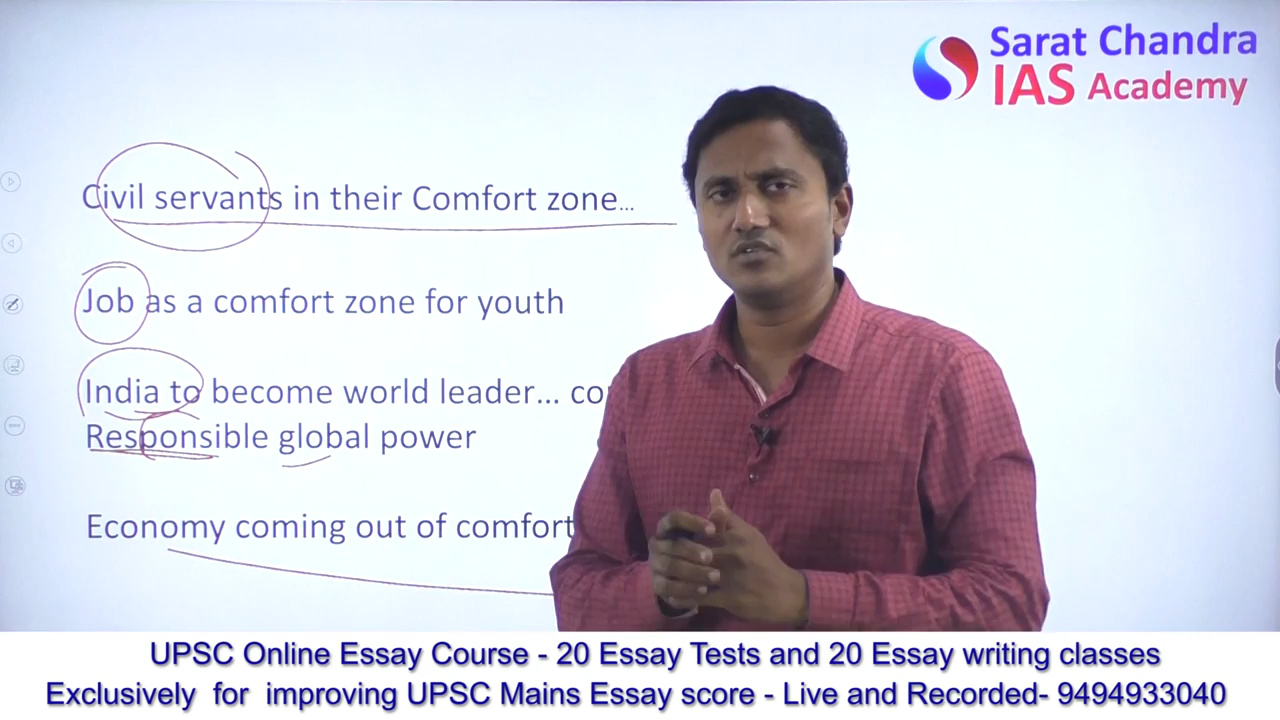 Sarat Chandra
IAS Academy
Civil servants in their Comfort zone...
Job as a comfort zone for youth
India to become world leader... co
Responsible global power
Economy coming out of comfort
UPSC Online Essay Course - 20 Essay Tests and 20 Essay writing classes
Exclusively for improving UPSC Mains Essay score - Live and Recorded- 9494933040